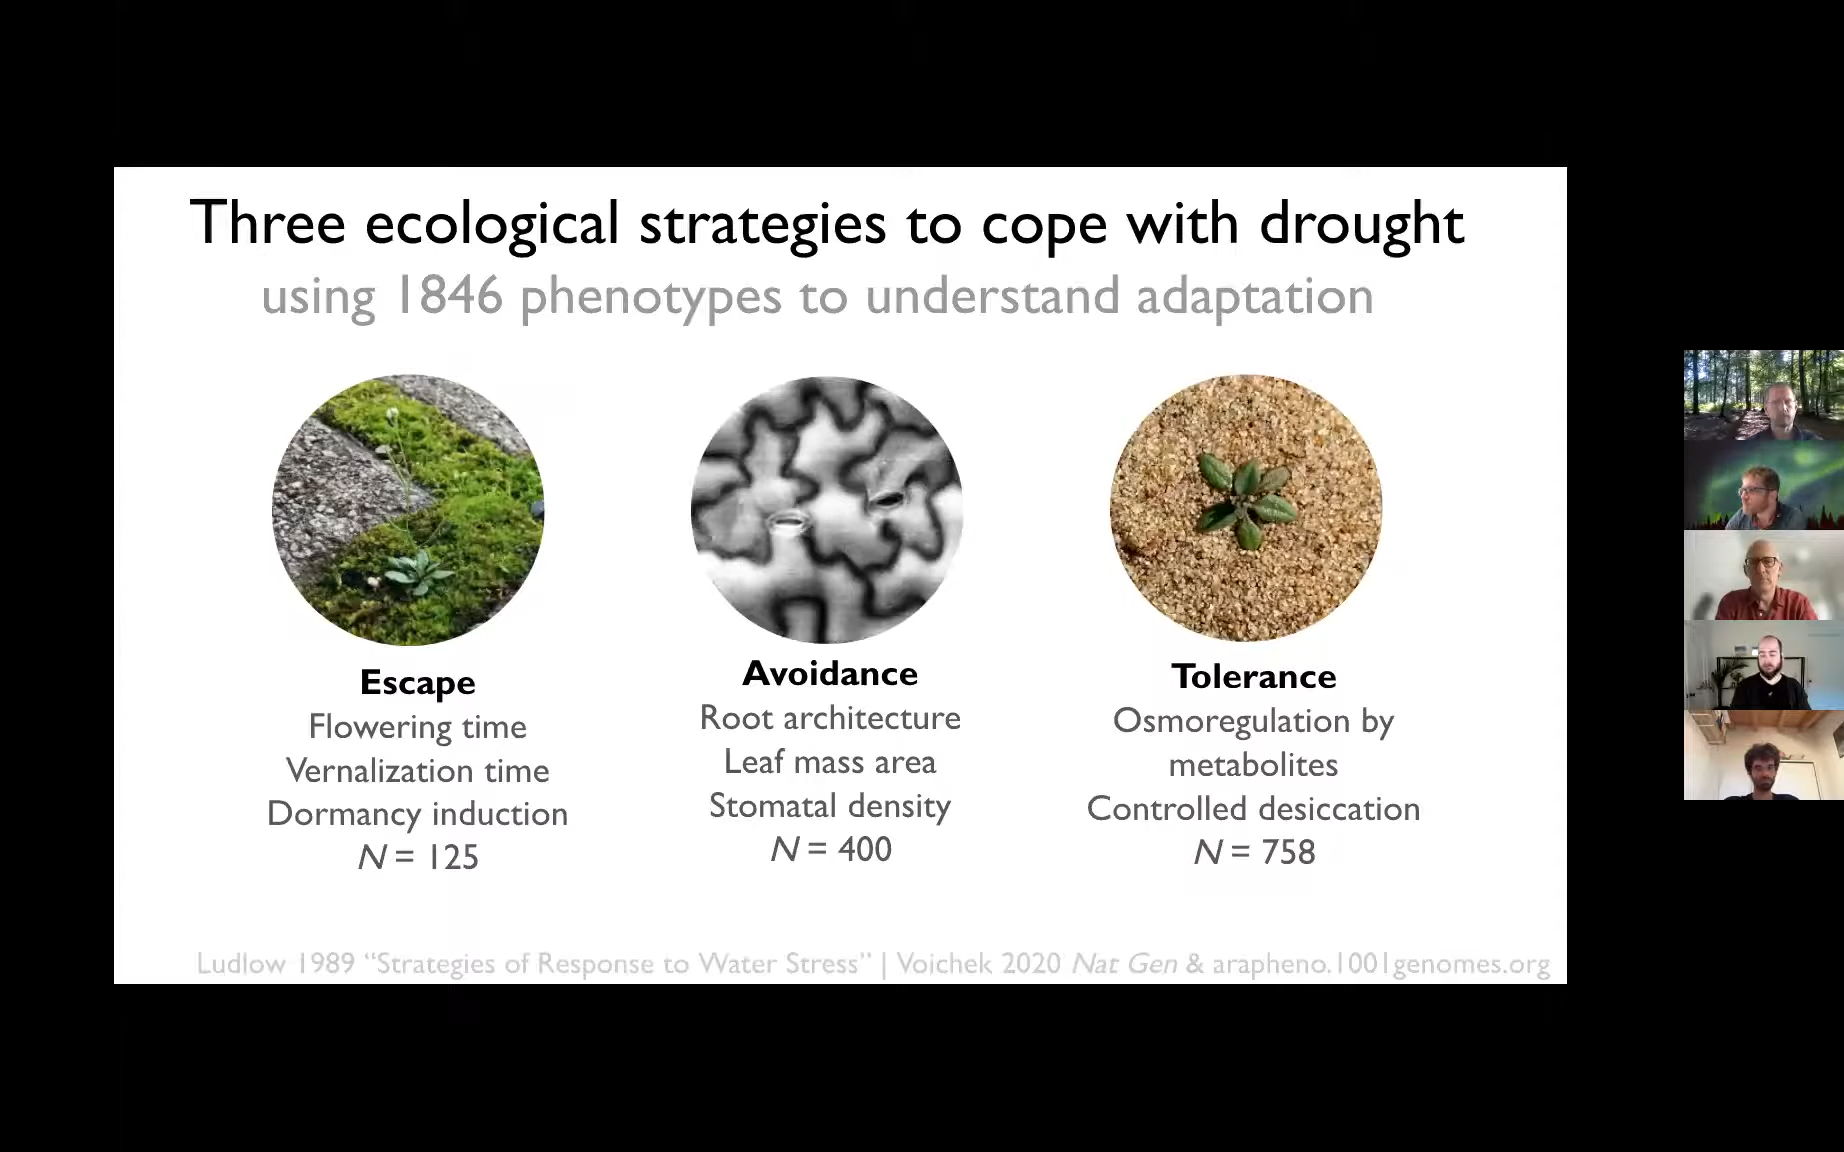 Three ecological strategies to cope with drought
using 1846 phenotypes to understand adaptation
Escape
Flowering time
Vernalization time
Dormancy induction
N = 125
Avoidance
Root architecture
Leaf mass area
Stomatal density
N = 400
Tolerance
Osmoregulation by
metabolites
Controlled desiccation
N = 758
Ludlow 1989 “Strategies of Response to Water Stress” | Voichek 2020 Nat Gen & arapheno.1001genomes.org